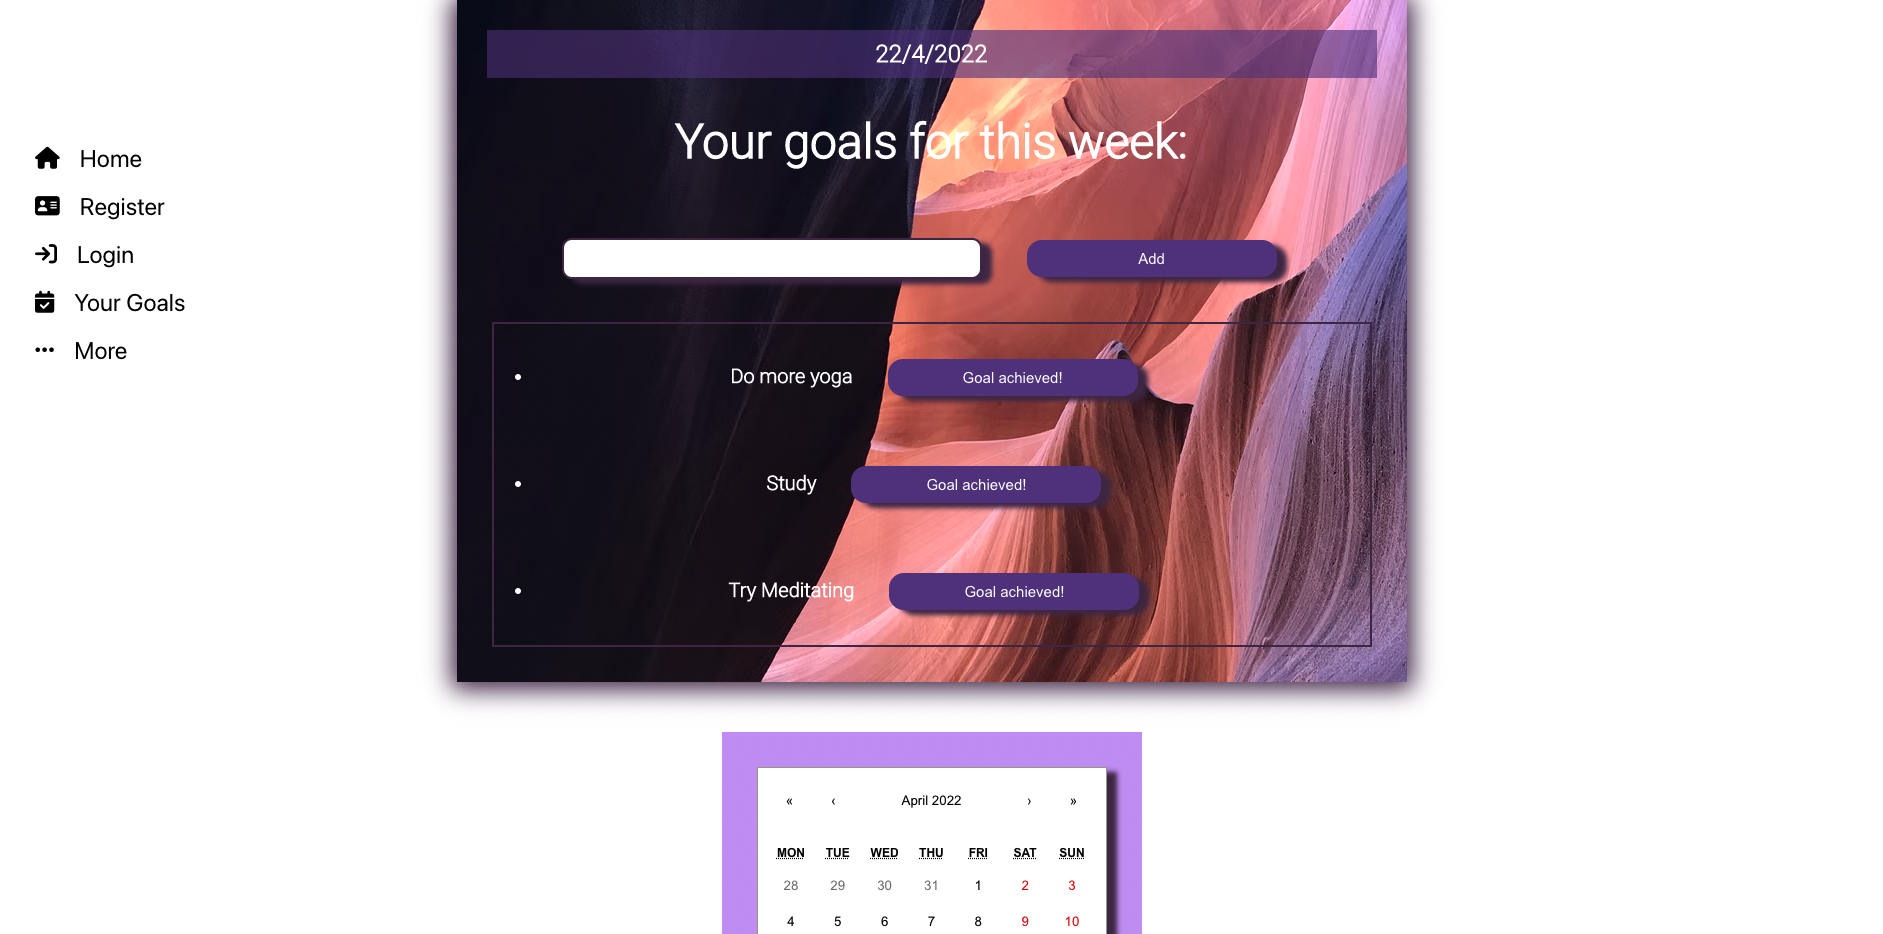 Home
Register
Login
Your Goals
More
22/4/2022
Your goals for this week:
Add
Do more yoga Goal achieved!
Study Goal achieved!
Try Meditating Goal achieved!
« ‹ April 2022 › »
MON TUE WED THU FRI SAT SUN
28 29 30 31 1 2 3
4 5 6 7 8 9 10